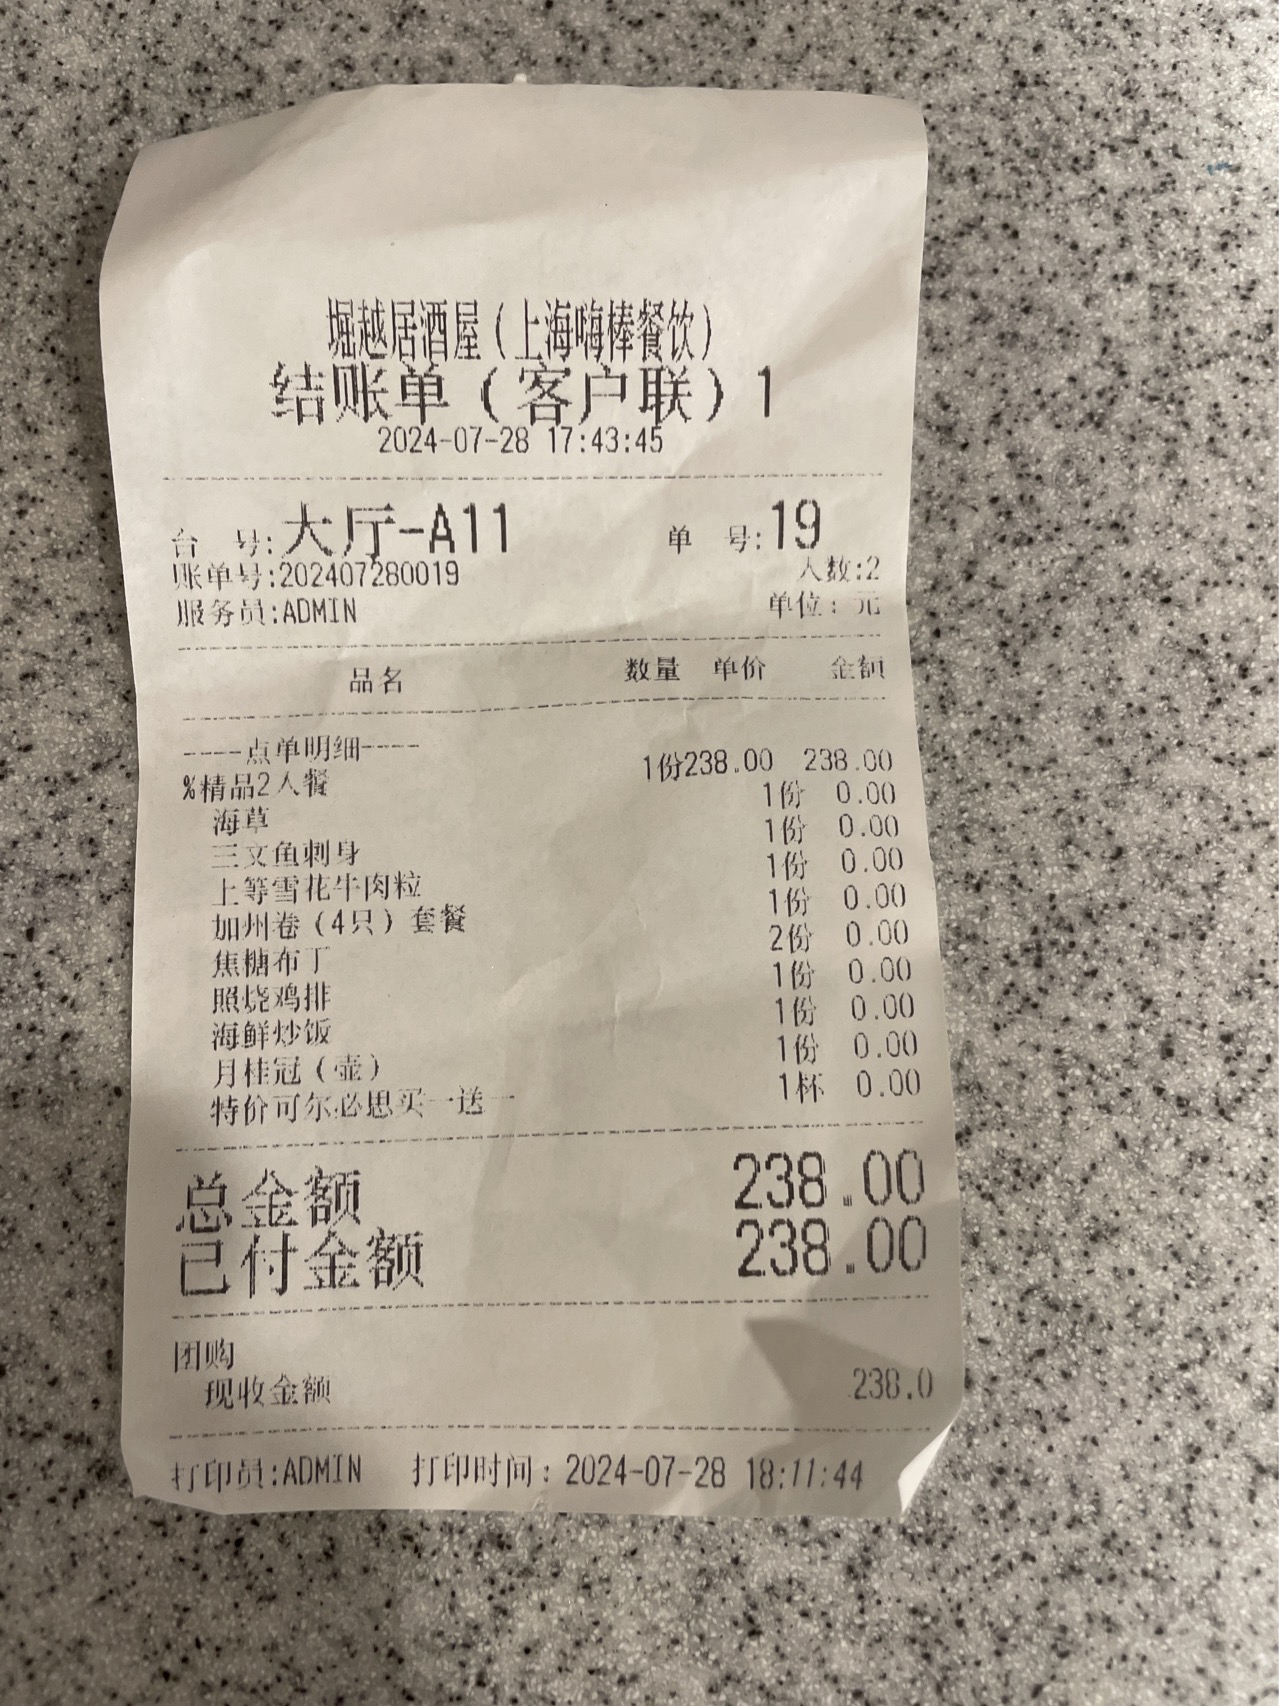 堀越居酒屋(上海嗨棒餐饮)
结账单(客户联)1
2024-07-28 17:43:45
台 号:大厅-A11 单 号:19
账单号:202407280019 人数:2
服务员:ADMIN 单位: 元
品名 数量 单价 金额
----点单明细----
%精品2人餐 1份238.00 238.00
海草 1份 0.00
三文鱼刺身 1份 0.00
上等雪花牛肉粒 1份 0.00
加州卷(4只)套餐 1份 0.00
焦糖布丁 2份 0.00
照烧鸡排 1份 0.00
海鲜炒饭 1份 0.00
月桂冠(壶) 1份 0.00
特价可尔必思买一送一 1杯 0.00
总金额 238.00
已付金额 238.00
团购
现收金额 238.0
打印员:ADMIN 打印时间: 2024-07-28 18:11:44